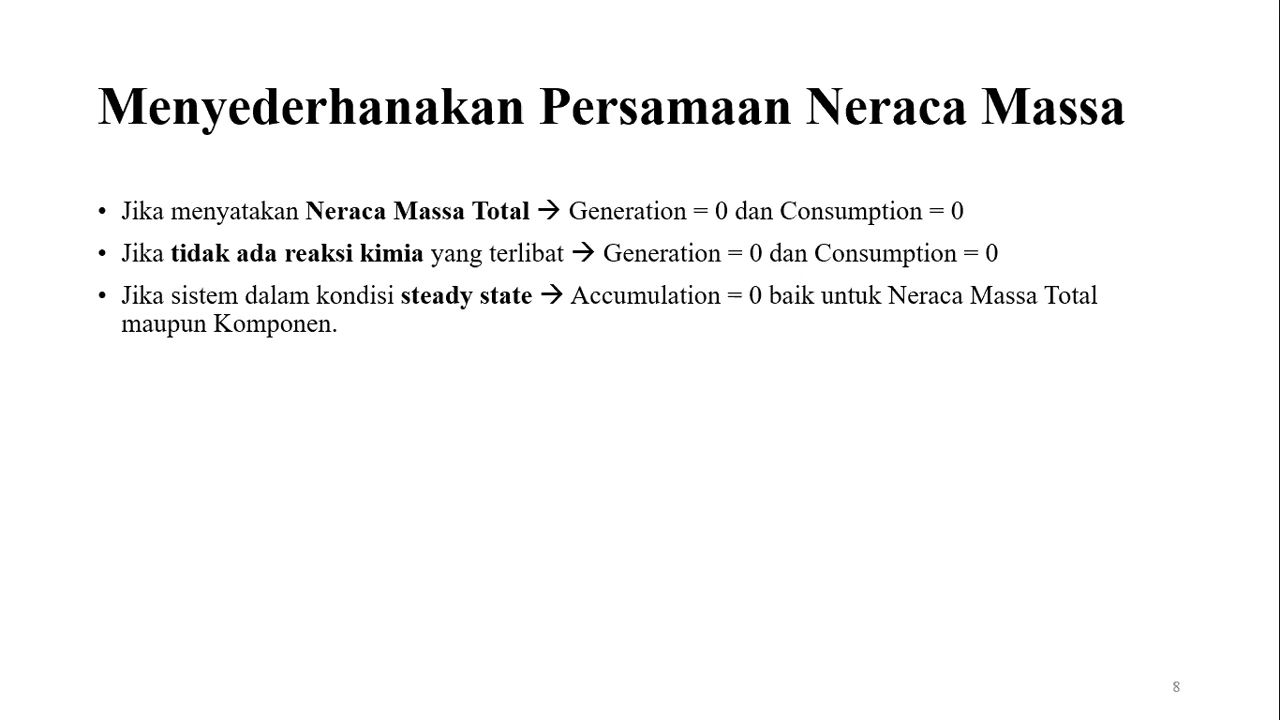 Menyederhanakan Persamaan Neraca Massa
• Jika menyatakan Neraca Massa Total → Generation = 0 dan Consumption = 0
• Jika tidak ada reaksi kimia yang terlibat → Generation = 0 dan Consumption = 0
• Jika sistem dalam kondisi steady state → Accumulation = 0 baik untuk Neraca Massa Total
maupun Komponen.
8